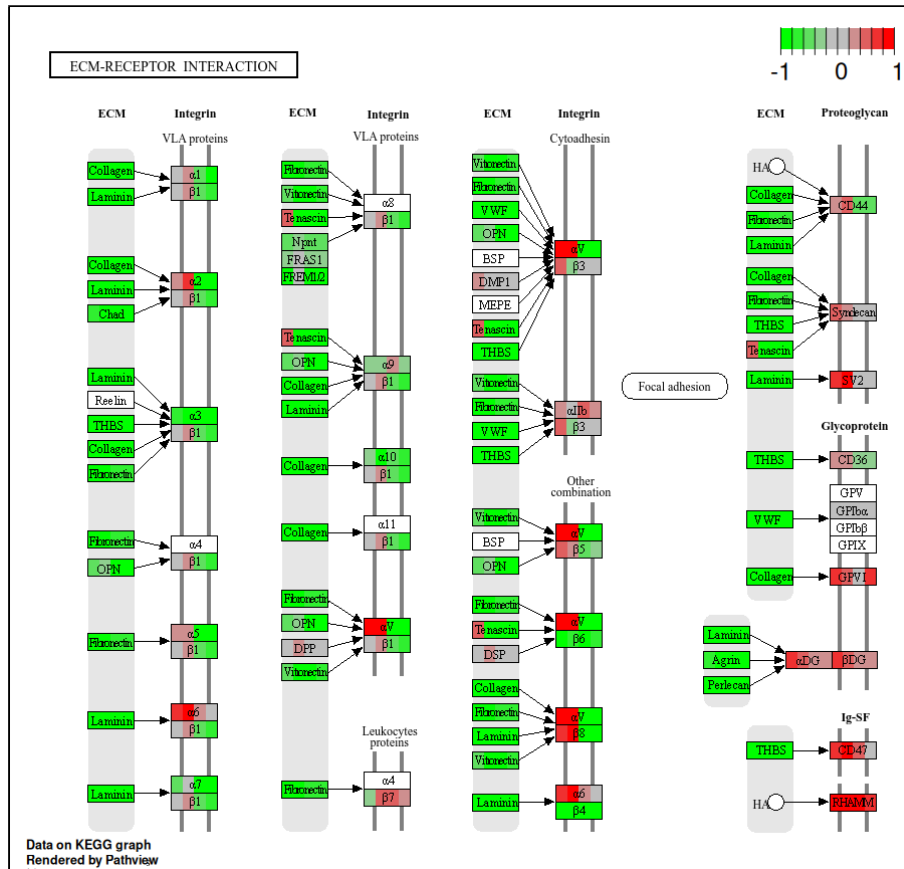 ECM-RECEPTOR INTERACTION
-1 0 1
ECM Integrin
VLA proteins
Collagen
Laminin
α1
β1
Collagen
Laminin
Chad
α2
β1
Laminin
Reelin
THBS
Collagen
Fibronectin
α3
β1
Fibronectin
OPN
α4
β1
Fibronectin
α5
β1
Laminin
α6
β1
Laminin
α7
β1
ECM Integrin
VLA proteins
Fibronectin
Vitronectin
Tenascin
Npnt
FRAS1
FREM1/2
α8
β1
Tenascin
OPN
Collagen
Laminin
α9
β1
Collagen
α10
β1
Collagen
α11
β1
Fibronectin
OPN
DPP
Vitronectin
αV
β1
Leukocytes
proteins
Fibronectin
α4
β7
ECM Integrin
Cytoadhesin
Vitronectin
Fibronectin
VWF
OPN
BSP
DMP1
MEPE
Tenascin
THBS
αV
β3
Vitronectin
Fibronectin
VWF
THBS
αIIb
β3
Other
combination
Vitronectin
BSP
OPN
αV
β5
Fibronectin
Tenascin
DSP
αV
β6
Collagen
Fibronectin
Laminin
Vitronectin
αV
β8
Laminin
α6
β4
Focal adhesion
ECM Proteoglycan
HA
Collagen
Fibronectin
Laminin
CD44
Collagen
Fibronectin
THBS
Tenascin
Syndecan
Laminin
SV2
Glycoprotein
THBS
CD36
VWF
GPV
GPIbα
GPIbβ
GPIX
Collagen
GPVI
Laminin
Agrin
Perlecan
αDG βDG
Ig-SF
THBS
CD47
HA
RHAMM
Data on KEGG graph
Rendered by Pathview